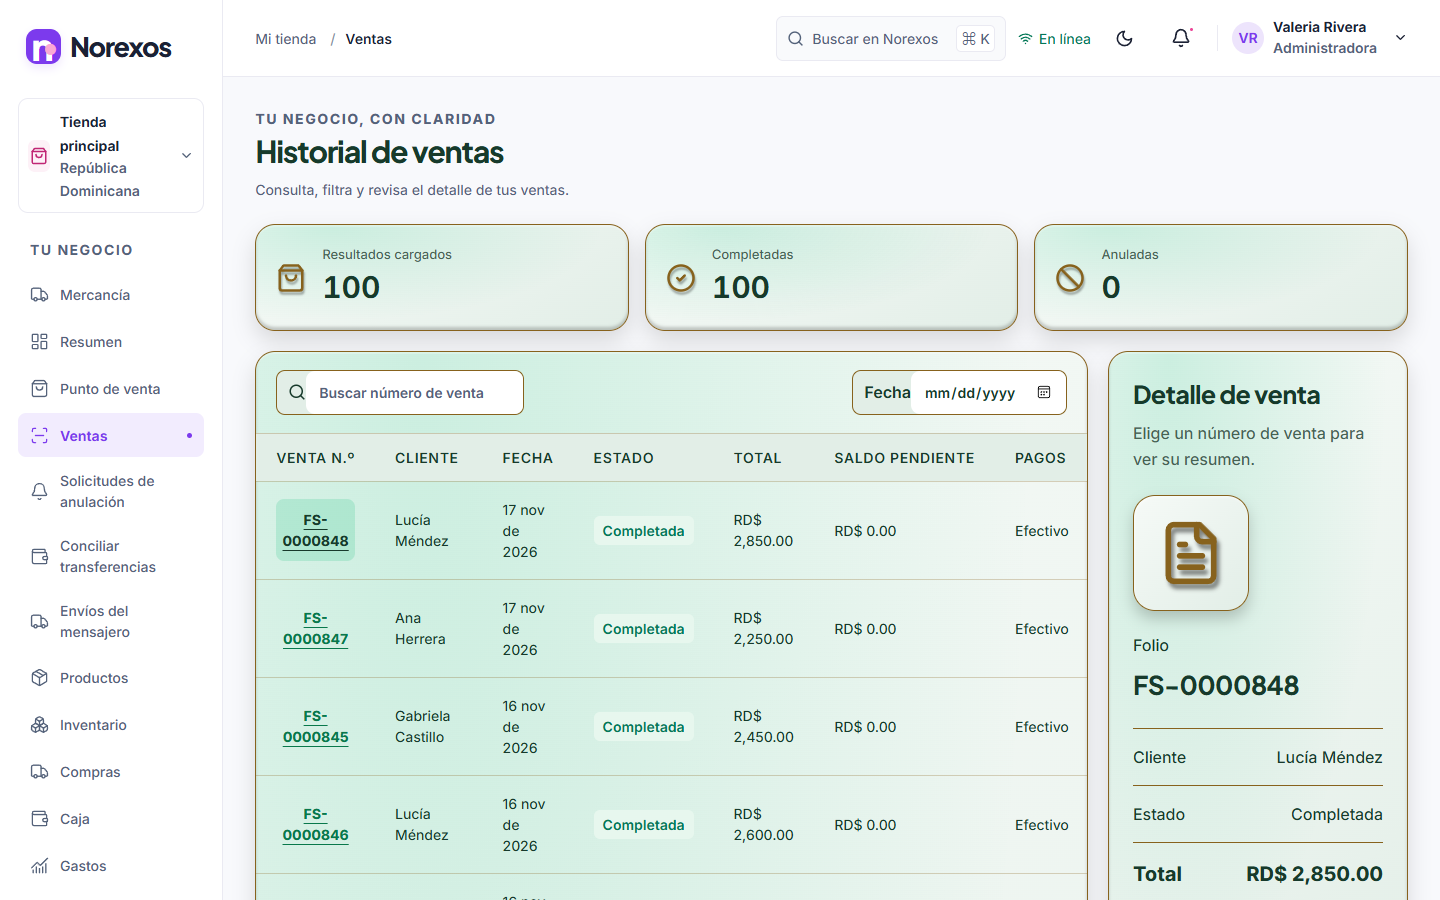 Norexos
Mi tienda / Ventas
Buscar en Norexos
⌘ K
En línea
VR
Valeria Rivera
Administradora
Tienda
principal
República
Dominicana
TU NEGOCIO
Mercancía
Resumen
Punto de venta
Ventas
Solicitudes de
anulación
Conciliar
transferencias
Envíos del
mensajero
Productos
Inventario
Compras
Caja
Gastos
TU NEGOCIO, CON CLARIDAD
Historial de ventas
Consulta, filtra y revisa el detalle de tus ventas.
Resultados cargados
100
Completadas
100
Anuladas
0
Buscar número de venta
Fecha mm/dd/yyyy
VENTA N.º CLIENTE FECHA ESTADO TOTAL SALDO PENDIENTE PAGOS
FS-
0000848
Lucía
Méndez
17 nov
de
2026
Completada
RD$
2,850.00
RD$ 0.00
Efectivo
FS-
0000847
Ana
Herrera
17 nov
de
2026
Completada
RD$
2,250.00
RD$ 0.00
Efectivo
FS-
0000845
Gabriela
Castillo
16 nov
de
2026
Completada
RD$
2,450.00
RD$ 0.00
Efectivo
FS-
0000846
Lucía
Méndez
16 nov
de
2026
Completada
RD$
2,600.00
RD$ 0.00
Efectivo
Detalle de venta
Elige un número de venta para
ver su resumen.
Folio
FS-0000848
Cliente Lucía Méndez
Estado Completada
Total RD$ 2,850.00